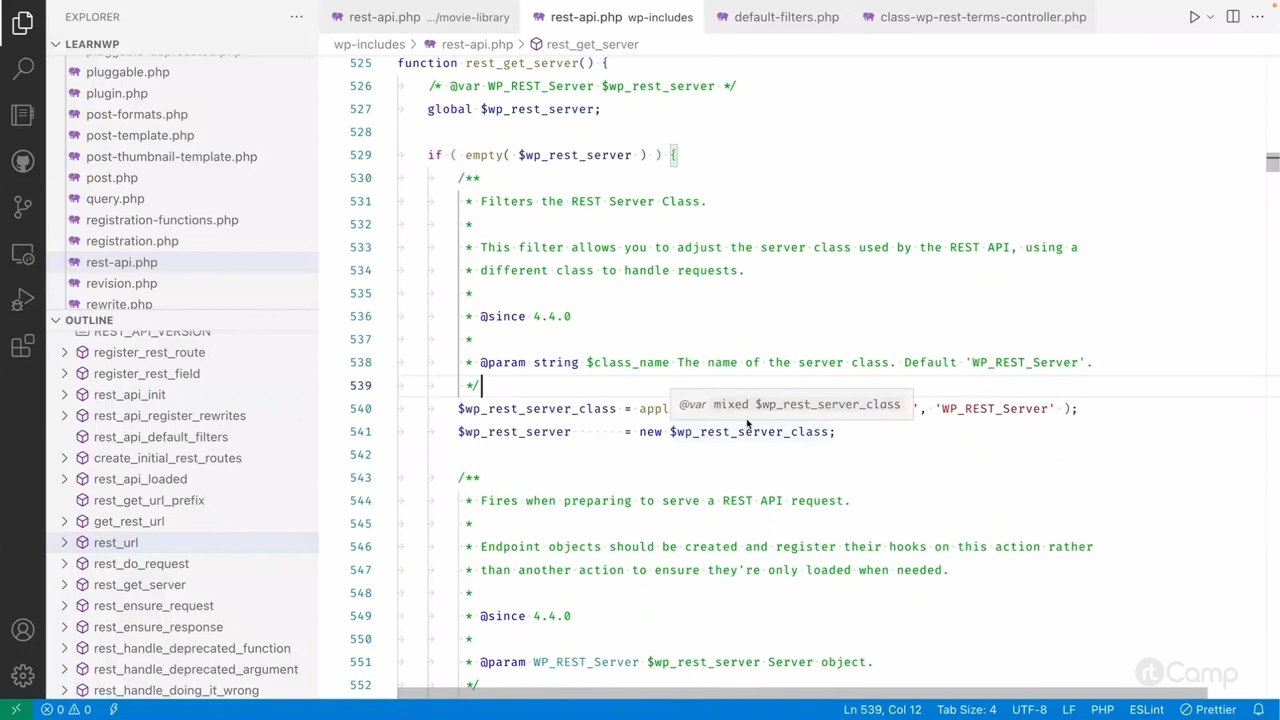 EXPLORER
···
LEARNWP
pluggable.php
plugin.php
post-formats.php
post-template.php
post-thumbnail-template.php
post.php
query.php
registration-functions.php
registration.php
rest-api.php
revision.php
rewrite.php
OUTLINE
REST_API_VERSION
register_rest_route
register_rest_field
rest_api_init
rest_api_register_rewrites
rest_api_default_filters
create_initial_rest_routes
rest_api_loaded
rest_get_url_prefix
get_rest_url
rest_url
rest_do_request
rest_get_server
rest_ensure_request
rest_ensure_response
rest_handle_deprecated_function
rest_handle_deprecated_argument
rest_handle_doing_it_wrong
rest-api.php .../movie-library
rest-api.php wp-includes
default-filters.php
class-wp-rest-terms-controller.php
wp-includes > rest-api.php > rest_get_server
525 function rest_get_server() {
526 /* @var WP_REST_Server $wp_rest_server */
527 global $wp_rest_server;
528
529 if ( empty( $wp_rest_server ) ) {
530 /**
531 * Filters the REST Server Class.
532 *
533 * This filter allows you to adjust the server class used by the REST API, using a
534 * different class to handle requests.
535 *
536 * @since 4.4.0
537 *
538 * @param string $class_name The name of the server class. Default 'WP_REST_Server'.
539 */
540 $wp_rest_server_class = appl ', 'WP_REST_Server' );
@var mixed $wp_rest_server_class
541 $wp_rest_server = new $wp_rest_server_class;
542
543 /**
544 * Fires when preparing to serve a REST API request.
545 *
546 * Endpoint objects should be created and register their hooks on this action rather
547 * than another action to ensure they're only loaded when needed.
548 *
549 * @since 4.4.0
550 *
551 * @param WP_REST_Server $wp_rest_server Server object.
552 */
rtCamp
0 0
Ln 539, Col 12
Tab Size: 4
UTF-8
LF
PHP
ESLint
Prettier